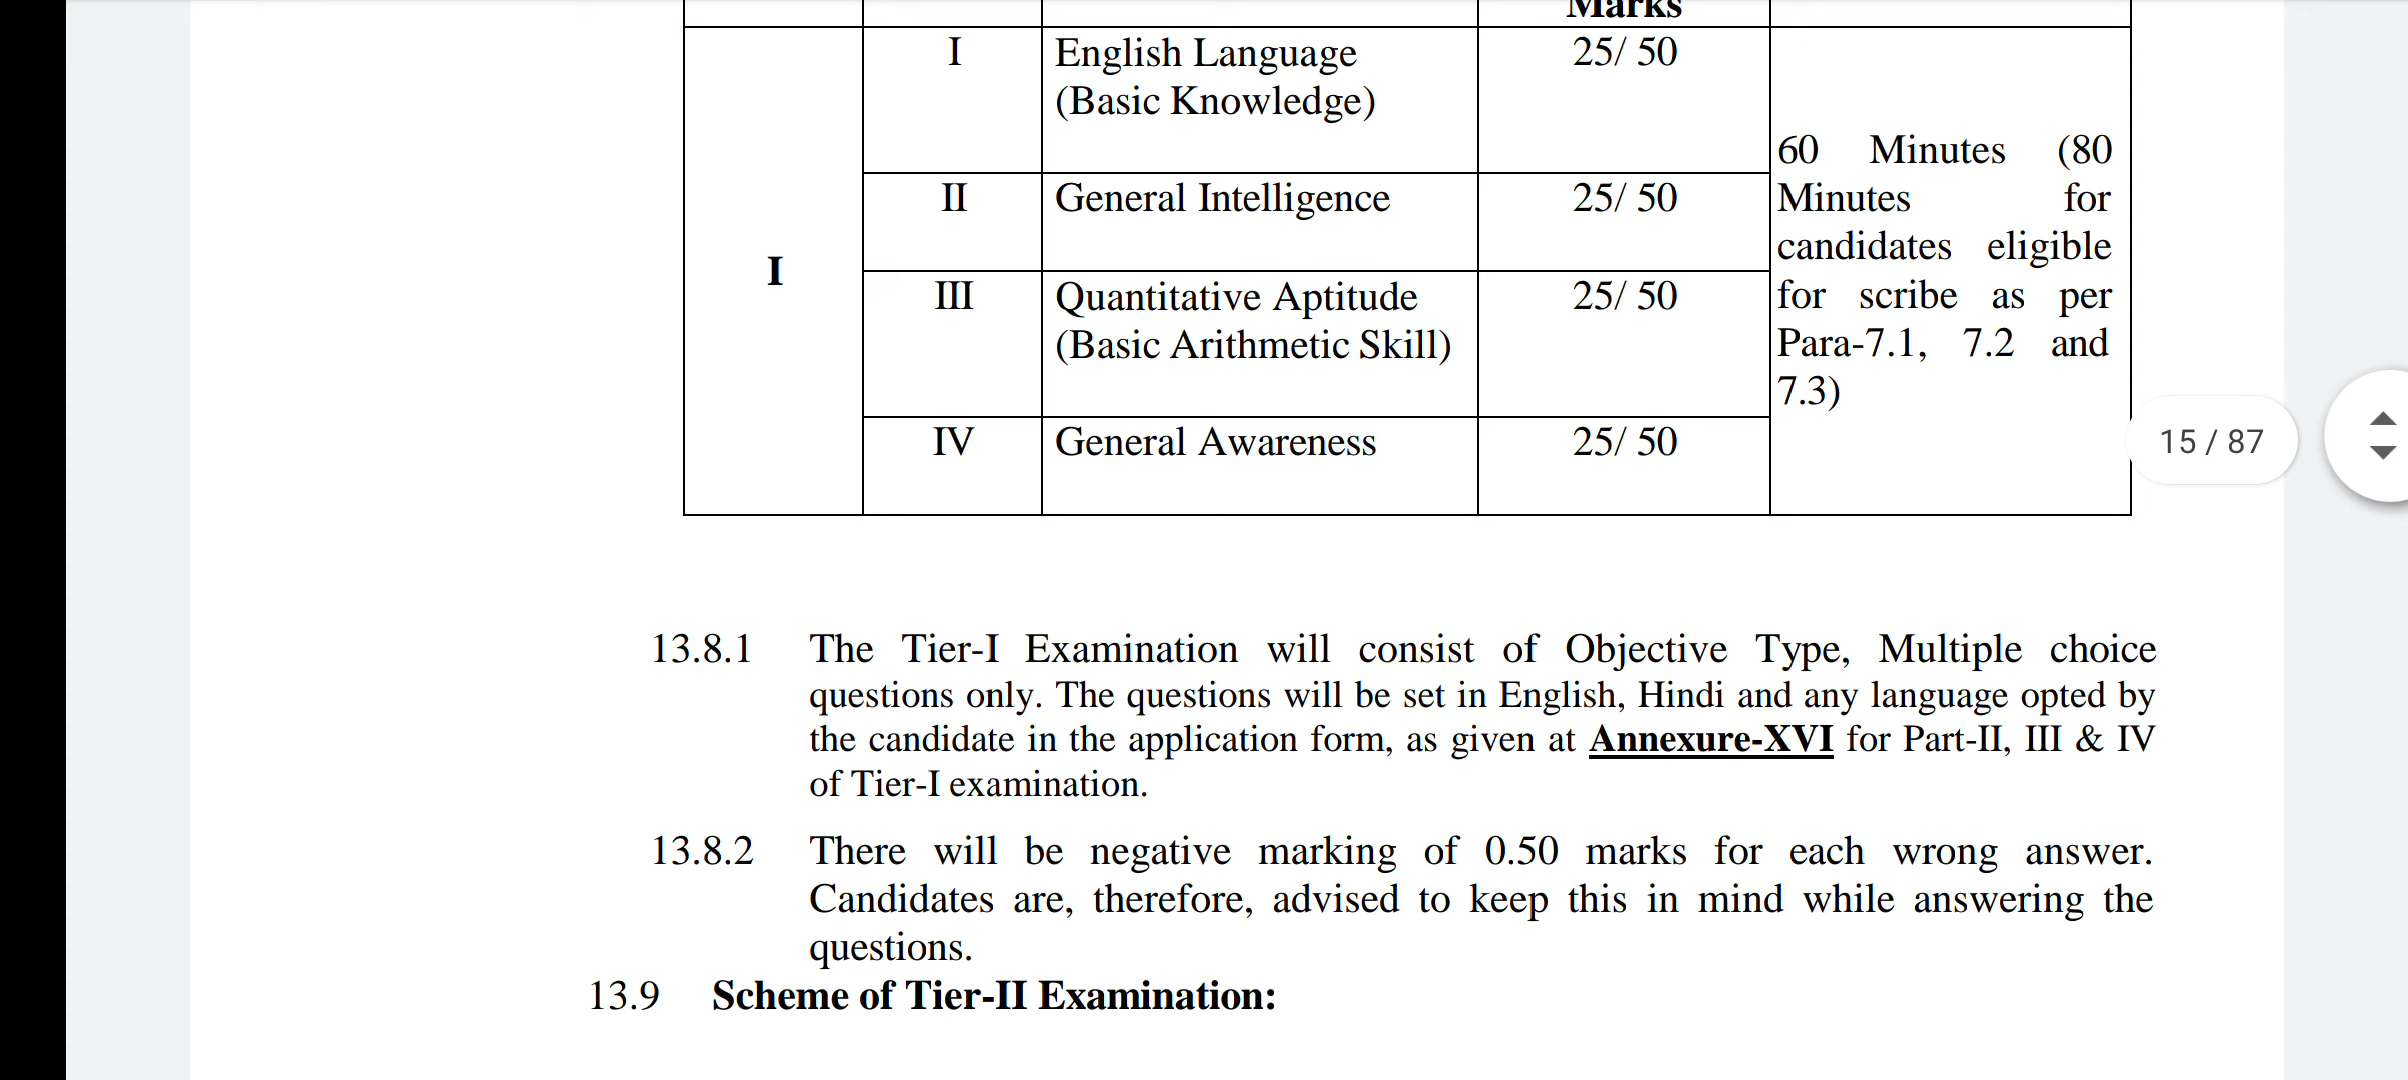 Marks
I
I
English Language
(Basic Knowledge)
25/ 50
60 Minutes (80
Minutes for
candidates eligible
for scribe as per
Para-7.1, 7.2 and
7.3)
II
General Intelligence
25/ 50
III
Quantitative Aptitude
(Basic Arithmetic Skill)
25/ 50
IV
General Awareness
25/ 50
15 / 87
13.8.1 The Tier-I Examination will consist of Objective Type, Multiple choice
questions only. The questions will be set in English, Hindi and any language opted by
the candidate in the application form, as given at Annexure-XVI for Part-II, III & IV
of Tier-I examination.
13.8.2 There will be negative marking of 0.50 marks for each wrong answer.
Candidates are, therefore, advised to keep this in mind while answering the
questions.
13.9 Scheme of Tier-II Examination: